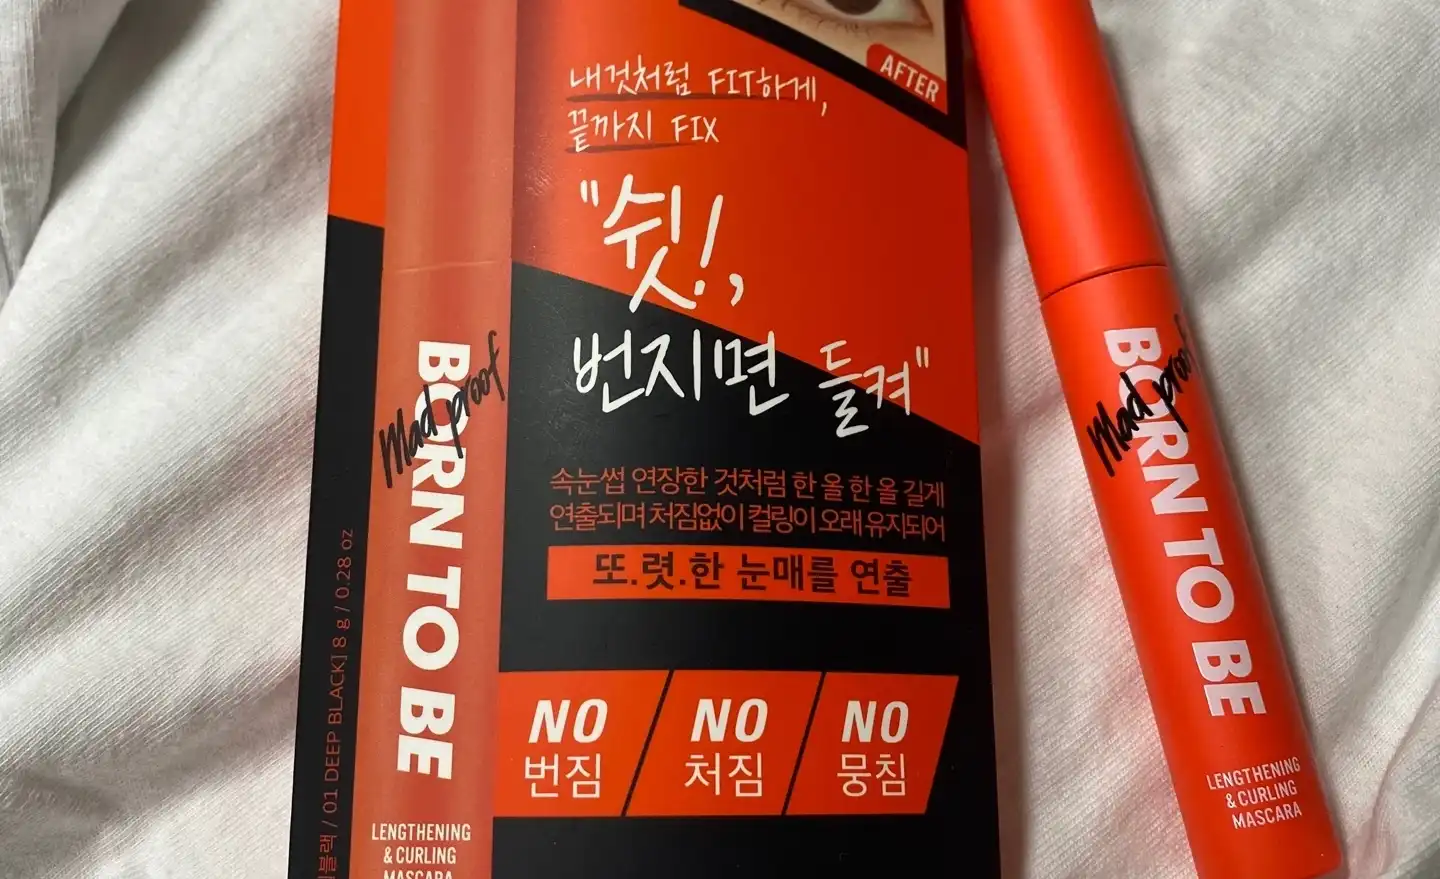 AFTER
내것처럼 FIT하게,
끝까지 FIX
"쉿!,
번지면 들켜"
속눈썹 연장한 것처럼 한 올 한 올 길게
연출되며 처짐없이 컬링이 오래 유지되어
또.렷.한 눈매를 연출
NO
번짐
NO
처짐
NO
뭉침
BORN TO BE
Mad proof
LENGTHENING
& CURLING
MASCARA
블랙 / 01 DEEP BLACK] 8 g / 0.28 oz
BORN TO BE
Mad proof
LENGTHENING
& CURLING
MASCARA